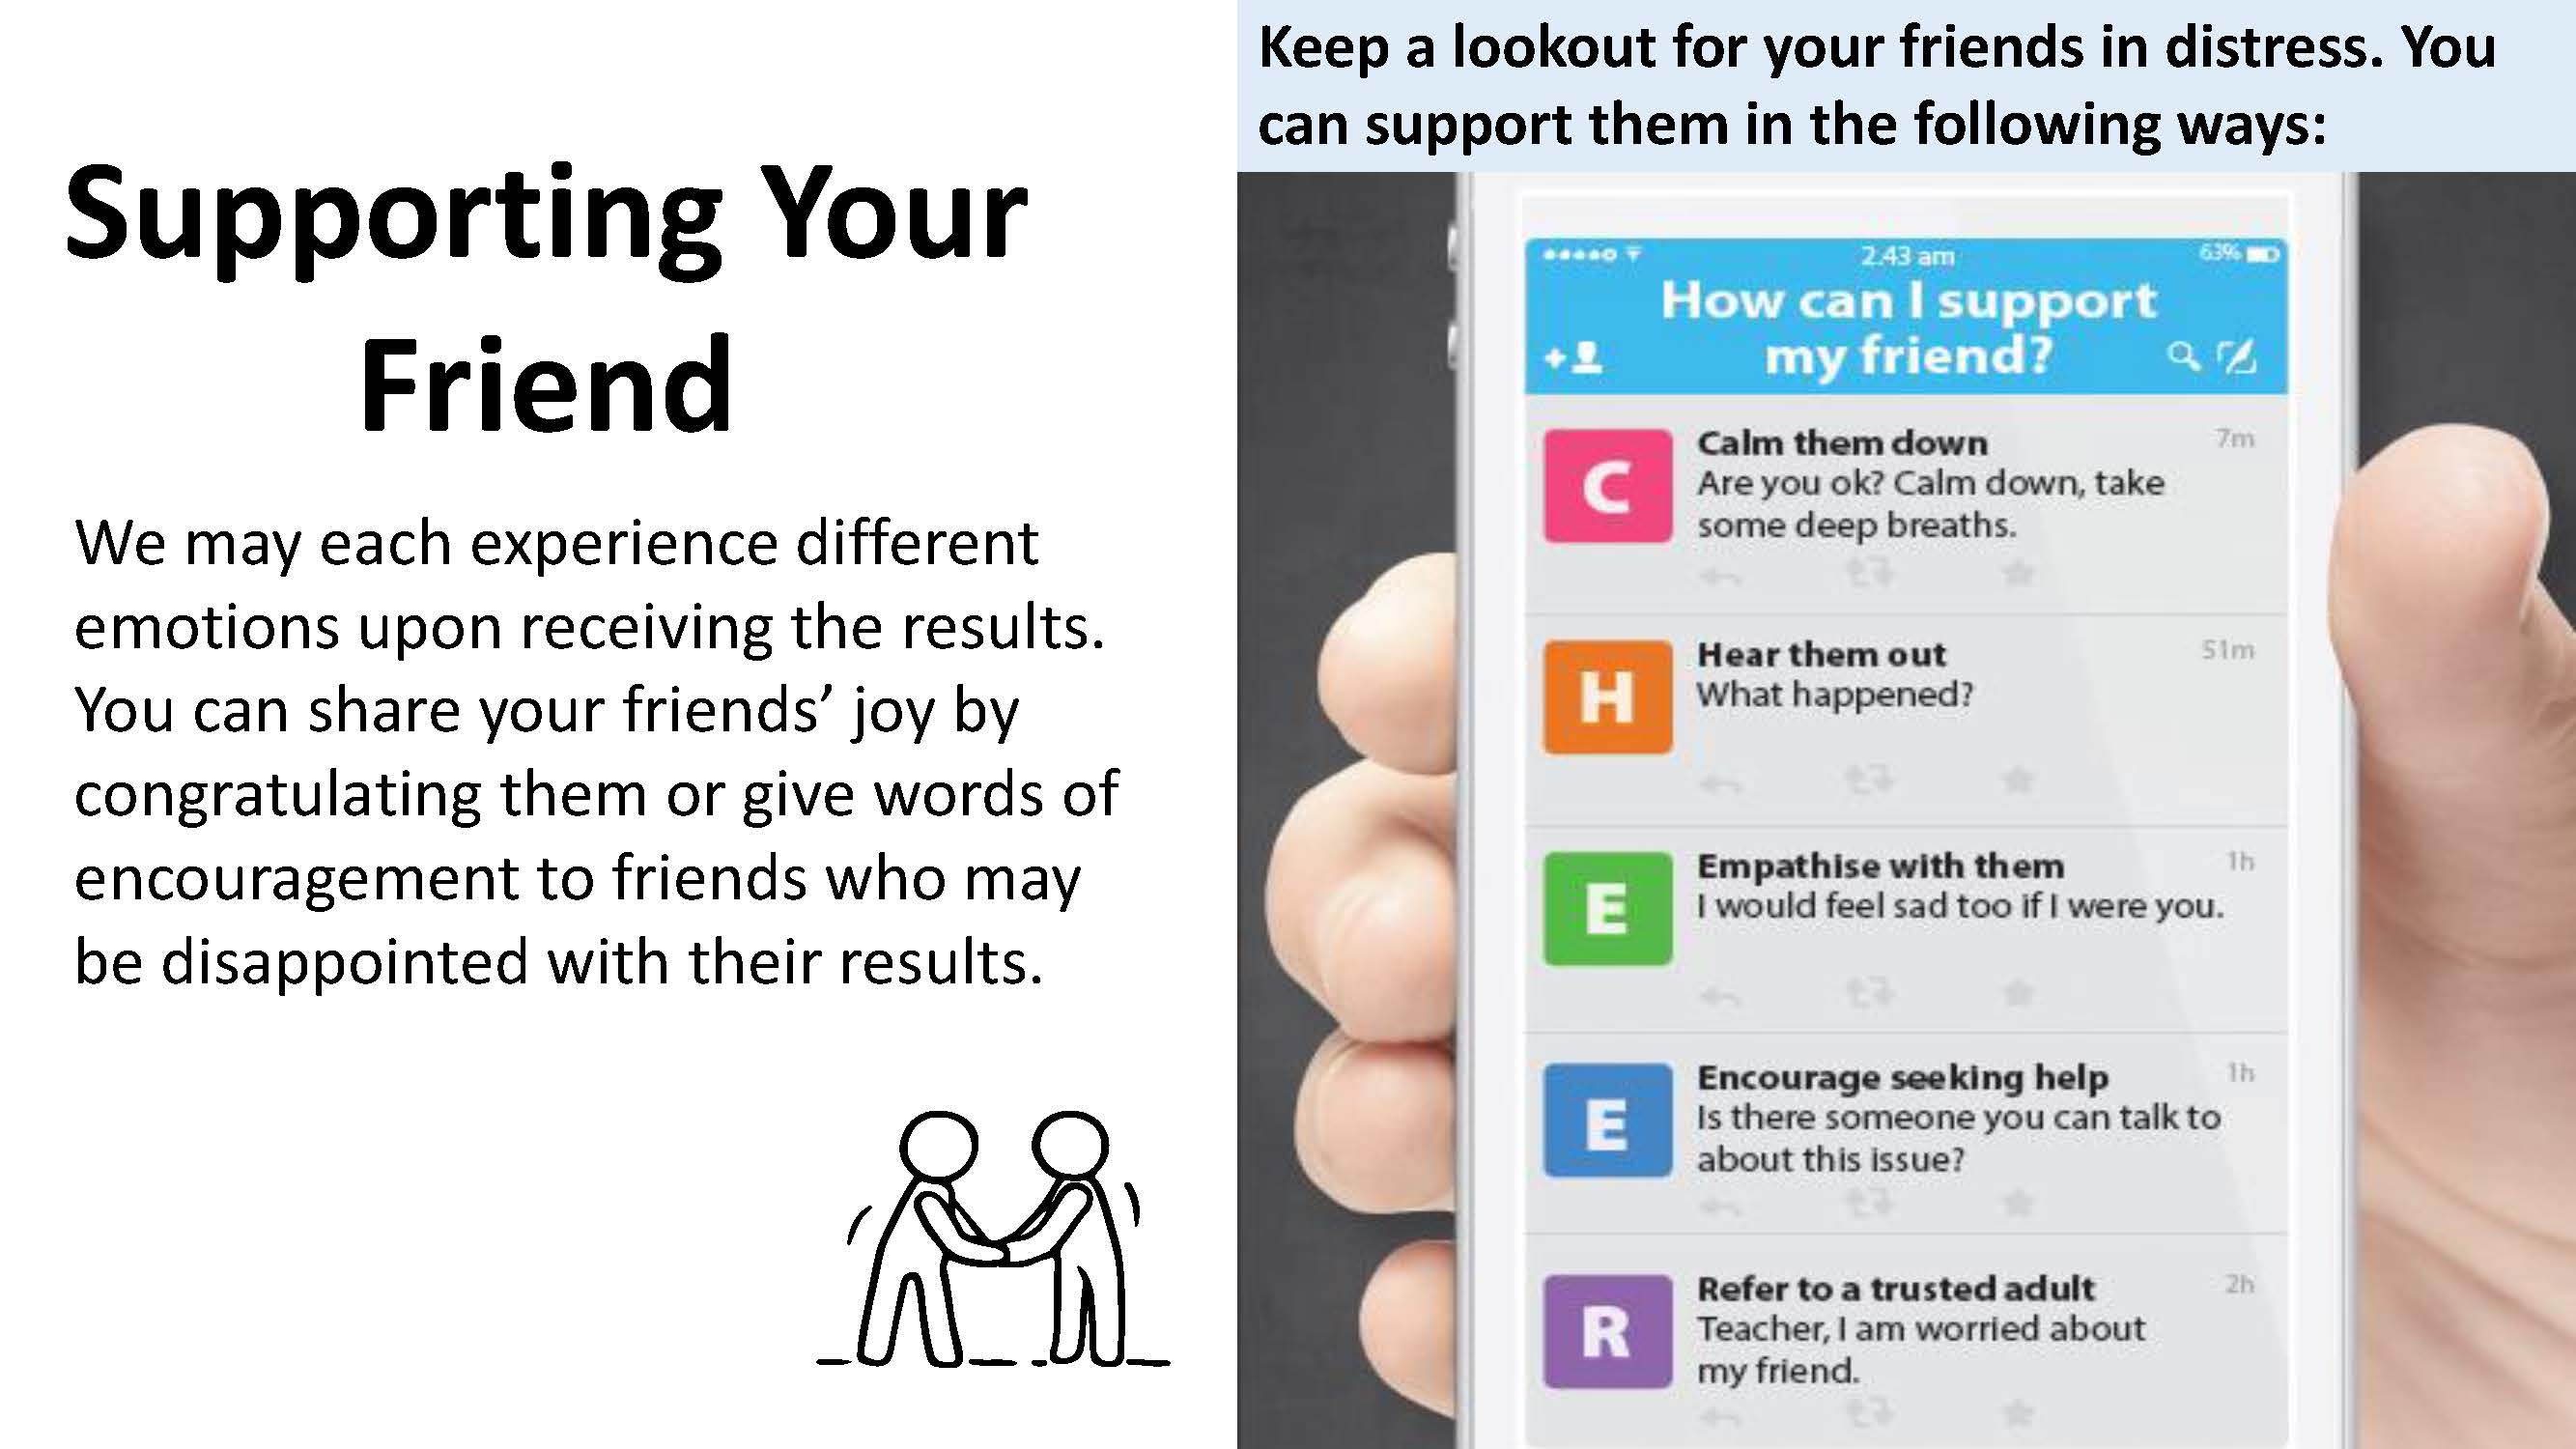 Supporting Your
Friend
We may each experience different
emotions upon receiving the results.
You can share your friends’ joy by
congratulating them or give words of
encouragement to friends who may
be disappointed with their results.
Keep a lookout for your friends in distress. You
can support them in the following ways:
2.43 am 63%
How can I support
my friend?
C
Calm them down 7m
Are you ok? Calm down, take
some deep breaths.
H
Hear them out 51m
What happened?
E
Empathise with them 1h
I would feel sad too if I were you.
E
Encourage seeking help 1h
Is there someone you can talk to
about this issue?
R
Refer to a trusted adult 2h
Teacher, I am worried about
my friend.